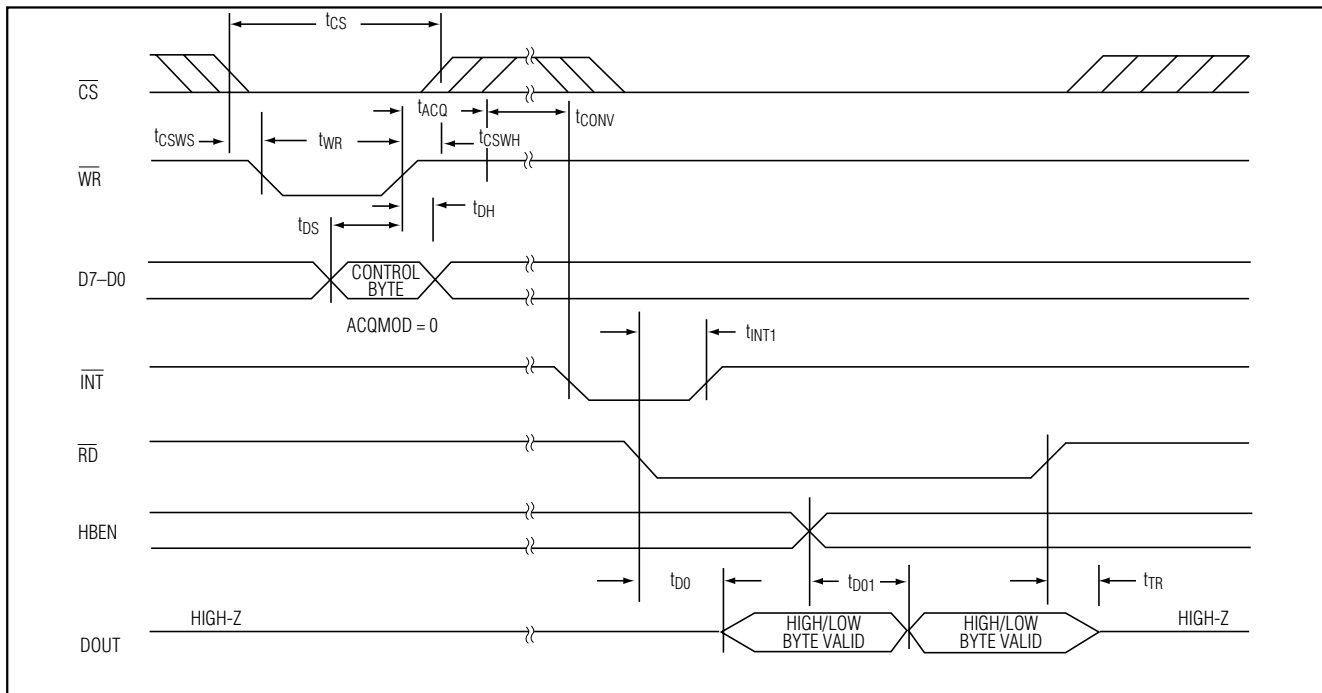 tCS
CS
tACQ
tCONV
tCSWS
tWR
tCSWH
WR
tDS
tDH
D7–D0
CONTROL
BYTE
ACQMOD = 0
tINT1
INT
RD
HBEN
tD0
tD01
tTR
HIGH-Z
HIGH/LOW
BYTE VALID
HIGH/LOW
BYTE VALID
HIGH-Z
DOUT